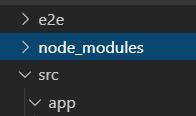 e2e
node_modules
src
app